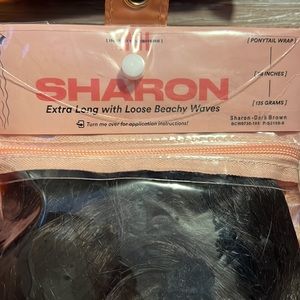 [ PONYTAIL WRAP ]
SHARON
INCHES ]
Extra Long with Loose Beachy Waves
[ 135 GRAMS ]
Turn me over for application instructions!
Sharon - Dark Brown